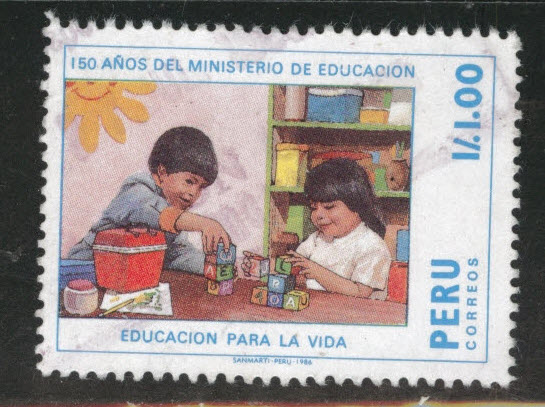 150 AÑOS DEL MINISTERIO DE EDUCACION
I/.1.00
EDUCACION PARA LA VIDA
PERU
CORREOS
SANMARTI-PERU-1986